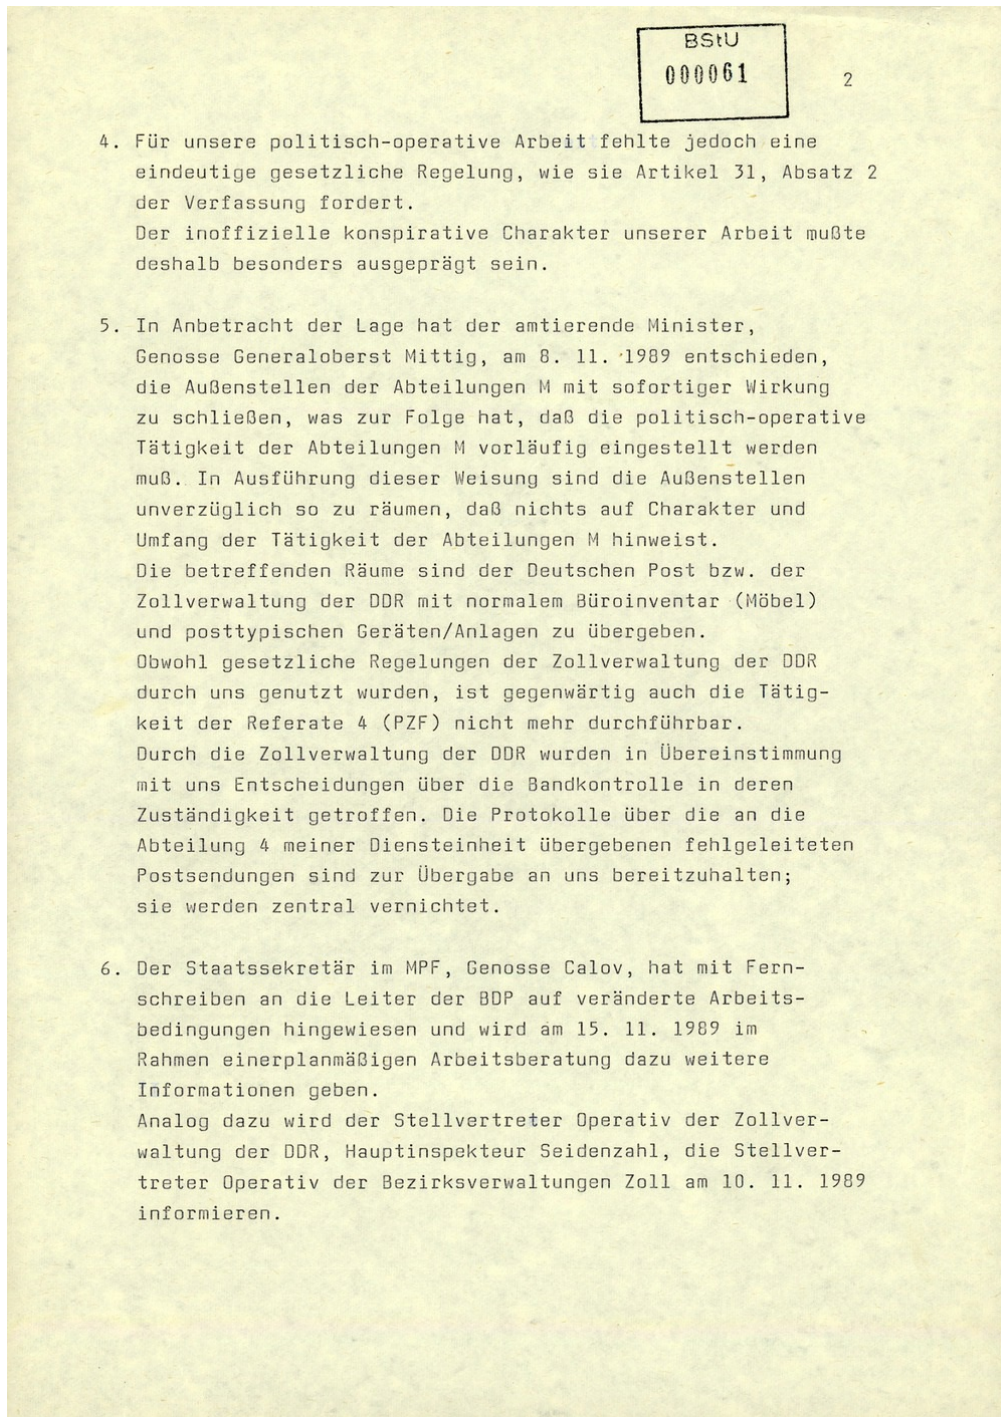 BStU
000061
2
4. Für unsere politisch-operative Arbeit fehlte jedoch eine
eindeutige gesetzliche Regelung, wie sie Artikel 31, Absatz 2
der Verfassung fordert.
Der inoffizielle konspirative Charakter unserer Arbeit mußte
deshalb besonders ausgeprägt sein.
5. In Anbetracht der Lage hat der amtierende Minister,
Genosse Generaloberst Mittig, am 8. 11. 1989 entschieden,
die Außenstellen der Abteilungen M mit sofortiger Wirkung
zu schließen, was zur Folge hat, daß die politisch-operative
Tätigkeit der Abteilungen M vorläufig eingestellt werden
muß. In Ausführung dieser Weisung sind die Außenstellen
unverzüglich so zu räumen, daß nichts auf Charakter und
Umfang der Tätigkeit der Abteilungen M hinweist.
Die betreffenden Räume sind der Deutschen Post bzw. der
Zollverwaltung der DDR mit normalem Büroinventar (Möbel)
und posttypischen Geräten/Anlagen zu übergeben.
Obwohl gesetzliche Regelungen der Zollverwaltung der DDR
durch uns genutzt wurden, ist gegenwärtig auch die Tätig-
keit der Referate 4 (PZF) nicht mehr durchführbar.
Durch die Zollverwaltung der DDR wurden in Übereinstimmung
mit uns Entscheidungen über die Bandkontrolle in deren
Zuständigkeit getroffen. Die Protokolle über die an die
Abteilung 4 meiner Diensteinheit übergebenen fehlgeleiteten
Postsendungen sind zur Übergabe an uns bereitzuhalten;
sie werden zentral vernichtet.
6. Der Staatssekretär im MPF, Genosse Calov, hat mit Fern-
schreiben an die Leiter der BDP auf veränderte Arbeits-
bedingungen hingewiesen und wird am 15. 11. 1989 im
Rahmen einerplanmäßigen Arbeitsberatung dazu weitere
Informationen geben.
Analog dazu wird der Stellvertreter Operativ der Zollver-
waltung der DDR, Hauptinspekteur Seidenzahl, die Stellver-
treter Operativ der Bezirksverwaltungen Zoll am 10. 11. 1989
informieren.